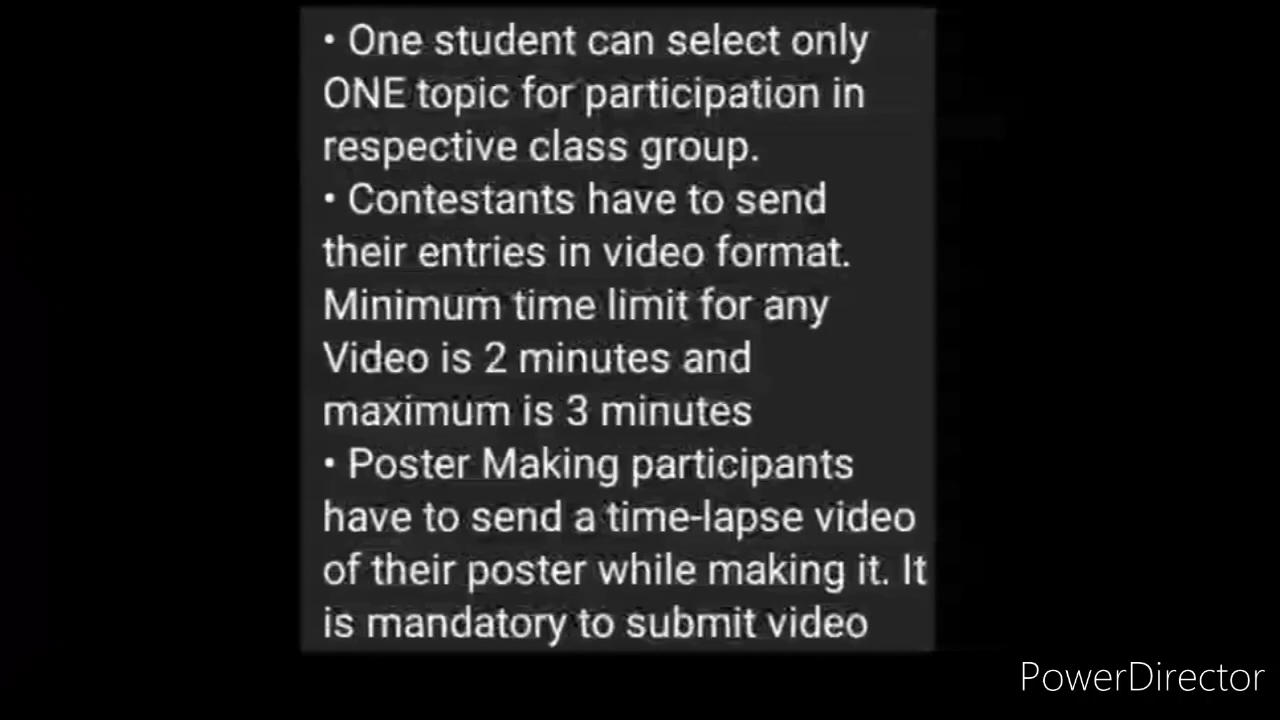 • One student can select only
ONE topic for participation in
respective class group.
• Contestants have to send
their entries in video format.
Minimum time limit for any
Video is 2 minutes and
maximum is 3 minutes
• Poster Making participants
have to send a time-lapse video
of their poster while making it. It
is mandatory to submit video
PowerDirector